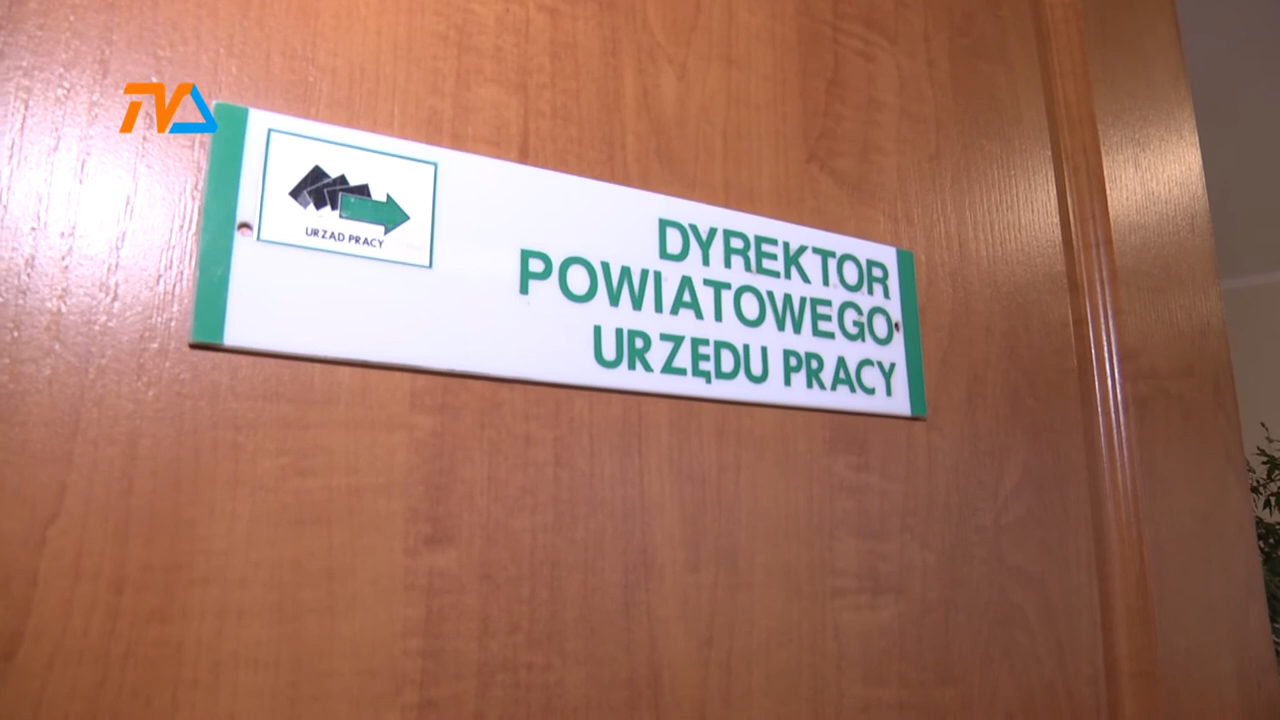 TVA
URZĄD PRACY
DYREKTOR
POWIATOWEGO
URZĘDU PRACY